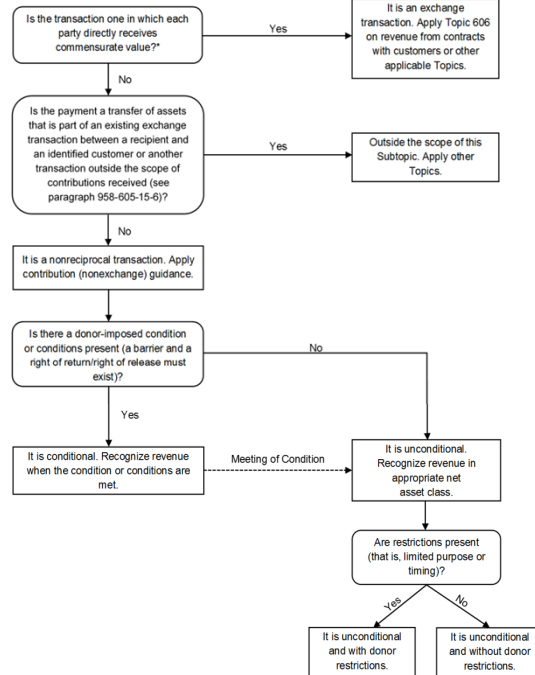 Is the transaction one in which each
party directly receives
commensurate value?*
Yes
It is an exchange
transaction. Apply Topic 606
on revenue from contracts
with customers or other
applicable Topics.
No
Is the payment a transfer of assets
that is part of an existing exchange
transaction between a recipient and
an identified customer or another
transaction outside the scope of
contributions received (see
paragraph 958-605-15-6)?
Yes
Outside the scope of this
Subtopic. Apply other
Topics.
No
It is a nonreciprocal transaction. Apply
contribution (nonexchange) guidance.
Is there a donor-imposed condition
or conditions present (a barrier and a
right of return/right of release must
exist)?
No
Yes
It is conditional. Recognize revenue
when the condition or conditions are
met.
Meeting of Condition
It is unconditional.
Recognize revenue in
appropriate net
asset class.
Are restrictions present
(that is, limited purpose or
timing)?
Yes
No
It is unconditional
and with donor
restrictions.
It is unconditional
and without donor
restrictions.